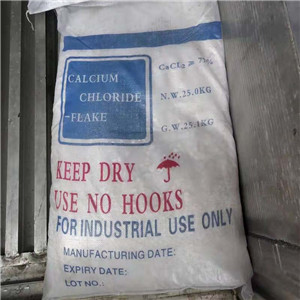 CALCIUM
CHLORIDE
-FLAKE
CaCL2 ≥
N.W.25.0KG
G.W.25.1KG
KEEP DRY
USE NO HOOKS
FOR INDUSTRIAL USE ONLY
MANUFACTURING DATE:
EXPIRY DATE:
LOT NO.: